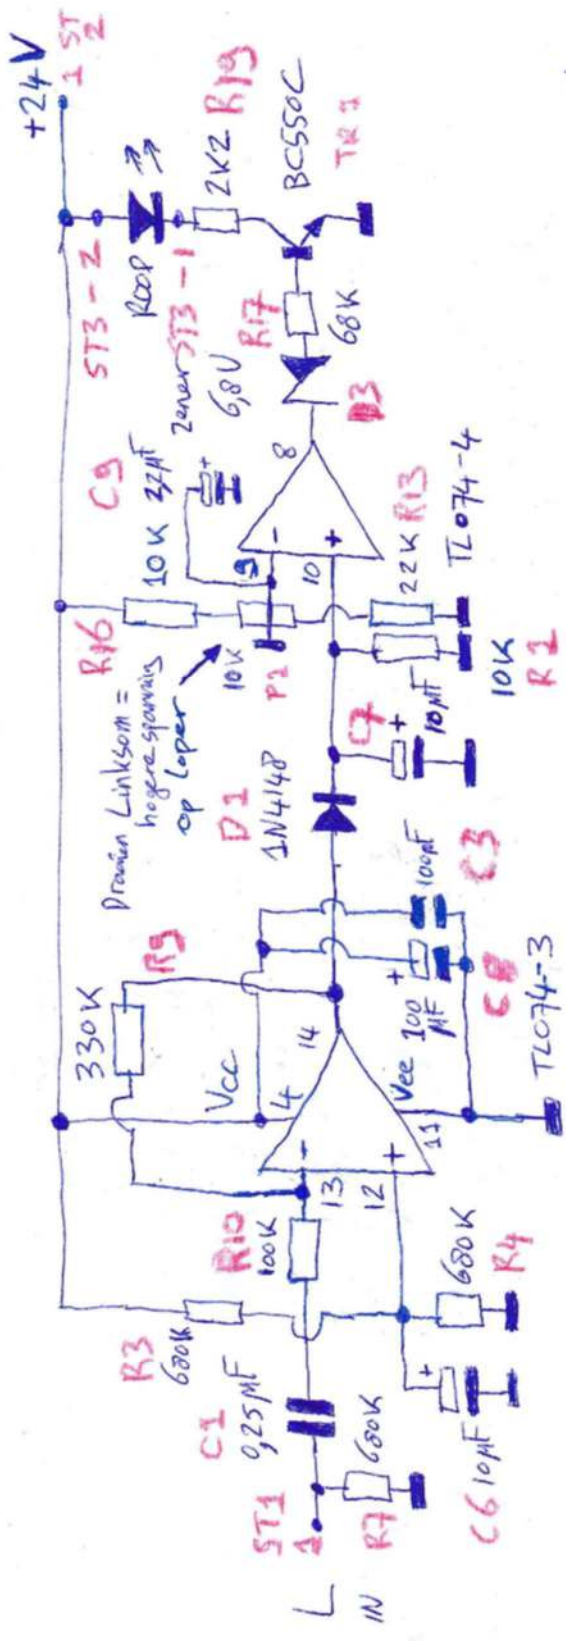 L
IN
ST1
1
R7
680K
C1
0,25µF
C6
10µF
R3
680K
R4
680K
R10
100K
13
12
-
+
330K
R9
Vcc
4
14
Vee
11
TL074-3
100
µF
+
100nF
C3
D1
1N4148
C7
10µF
+
Draaien Linksom =
hogere spanning
op loper
R16
10K
10K
P1
C9
+
9
10
-
+
8
10K
R1
22K
R13
TL074-4
zener
6,8V
D3
R17
68K
ST3-2
ROOD
ST3-1
2K2
R19
BC550C
TR1
+24V
1
ST
2